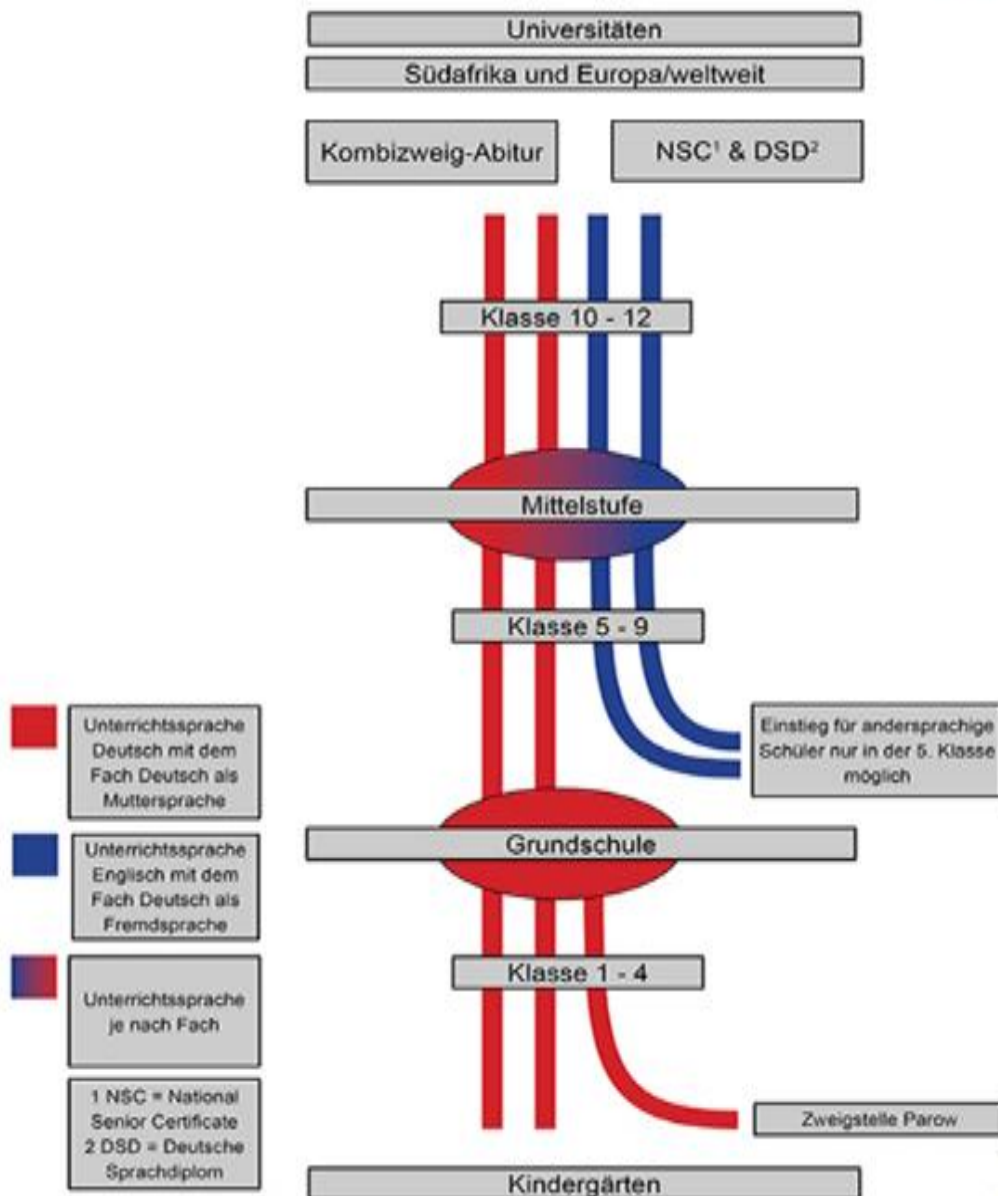 Universitäten
Südafrika und Europa/weltweit
Kombizweig-Abitur
NSC¹ & DSD²
Klasse 10 - 12
Mittelstufe
Klasse 5 - 9
Unterrichtssprache
Deutsch mit dem
Fach Deutsch als
Muttersprache
Einstieg für andersprachige
Schüler nur in der 5. Klasse
möglich
Unterrichtssprache
Englisch mit dem
Fach Deutsch als
Fremdsprache
Grundschule
Unterrichtssprache
je nach Fach
Klasse 1 - 4
1 NSC = National
Senior Certificate
2 DSD = Deutsche
Sprachdiplom
Zweigstelle Parow
Kindergärten